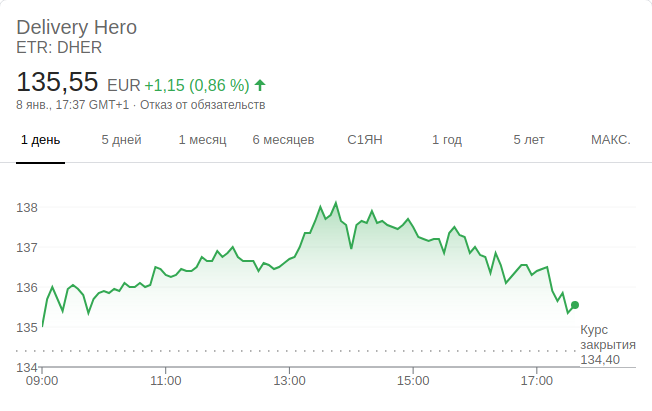 Delivery Hero
ETR: DHER
135,55 EUR +1,15 (0,86 %)
8 янв., 17:37 GMT+1 · Отказ от обязательств
1 день 5 дней 1 месяц 6 месяцев С1ЯН 1 год 5 лет МАКС.
138
137
136
135
134
Курс
закрытия
134,40
09:00 11:00 13:00 15:00 17:00